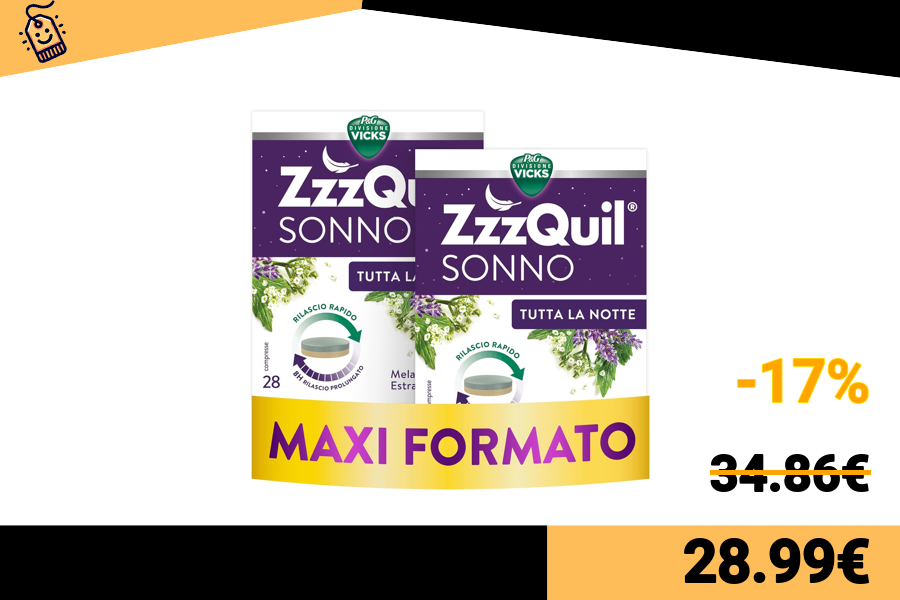 P&G
DIVISIONE
VICKS
ZzzQu
SONNO
TUTTA LA
RILASCIO RAPIDO
8H RILASCIO PROLUNGATO
28
compresse
Mela
Estra
P&G
DIVISIONE
VICKS
ZzzQuil®
SONNO
TUTTA LA NOTTE
RILASCIO RAPIDO
compresse
MAXI FORMATO
-17%
34.86€
28.99€